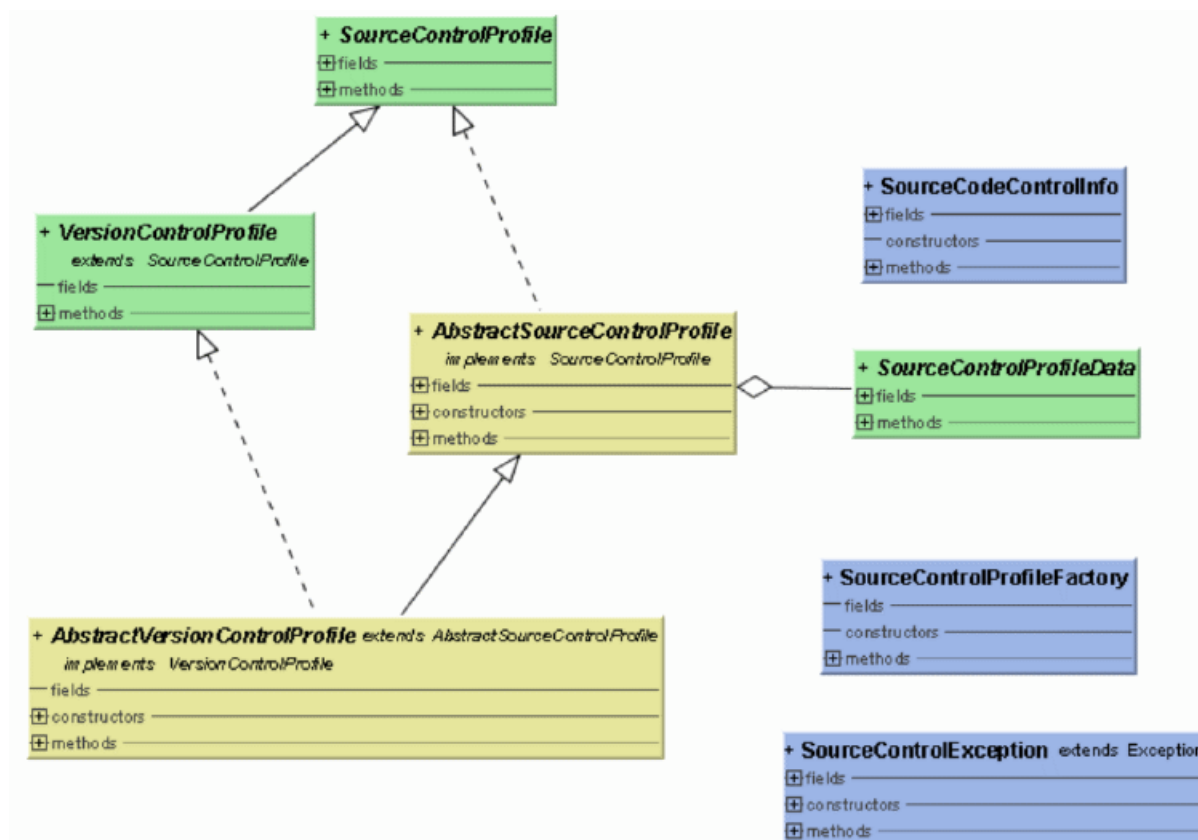 + SourceControlProfile
fields
methods
+ VersionControlProfile
extends SourceControlProfile
fields
methods
+ SourceCodeControlInfo
fields
constructors
methods
+ AbstractSourceControlProfile
implements SourceControlProfile
fields
constructors
methods
+ SourceControlProfileData
fields
methods
+ SourceControlProfileFactory
fields
constructors
methods
+ AbstractVersionControlProfile extends AbstractSourceControlProfile
implements VersionControlProfile
fields
constructors
methods
+ SourceControlException extends Exception
fields
constructors
methods